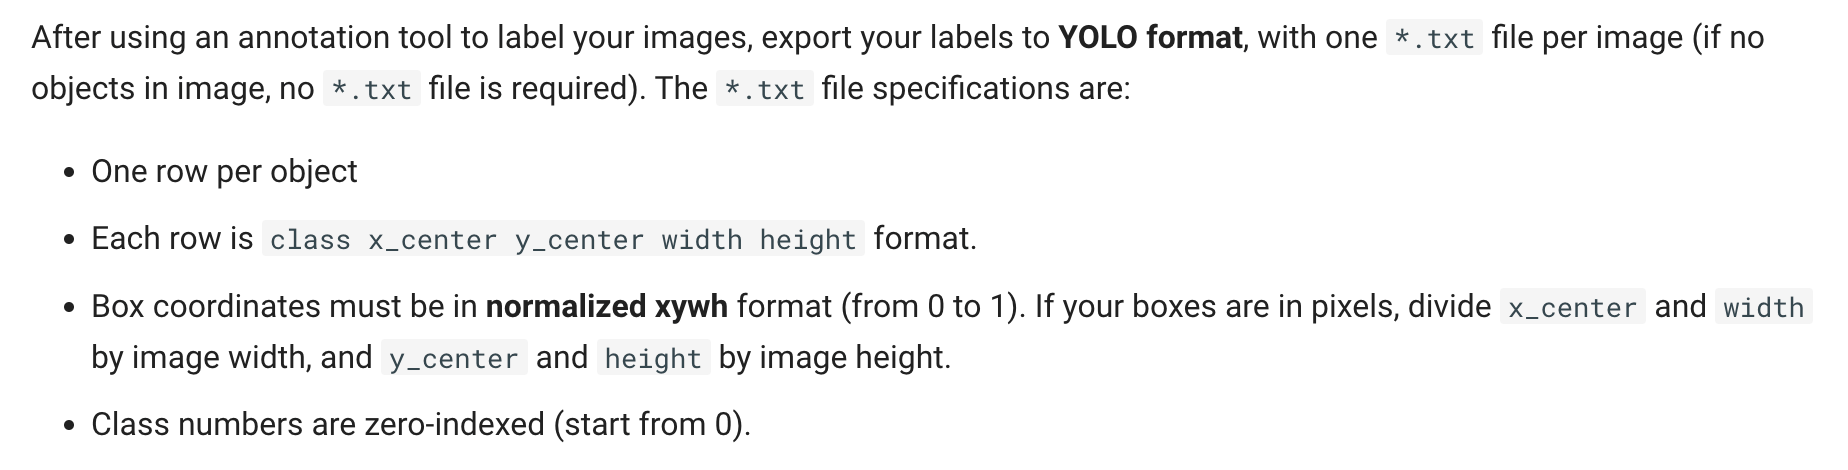 After using an annotation tool to label your images, export your labels to YOLO format, with one *.txt file per image (if no
objects in image, no *.txt file is required). The *.txt file specifications are:
• One row per object
• Each row is class x_center y_center width height format.
• Box coordinates must be in normalized xywh format (from 0 to 1). If your boxes are in pixels, divide x_center and width
by image width, and y_center and height by image height.
• Class numbers are zero-indexed (start from 0).